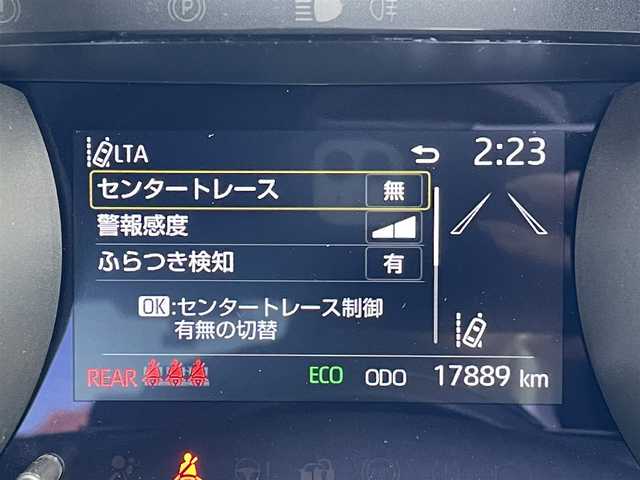 LTA
2:23
センタートレース 無
警報感度
ふらつき検知 有
OK:センタートレース制御
有無の切替
REAR ECO ODO 17889 km